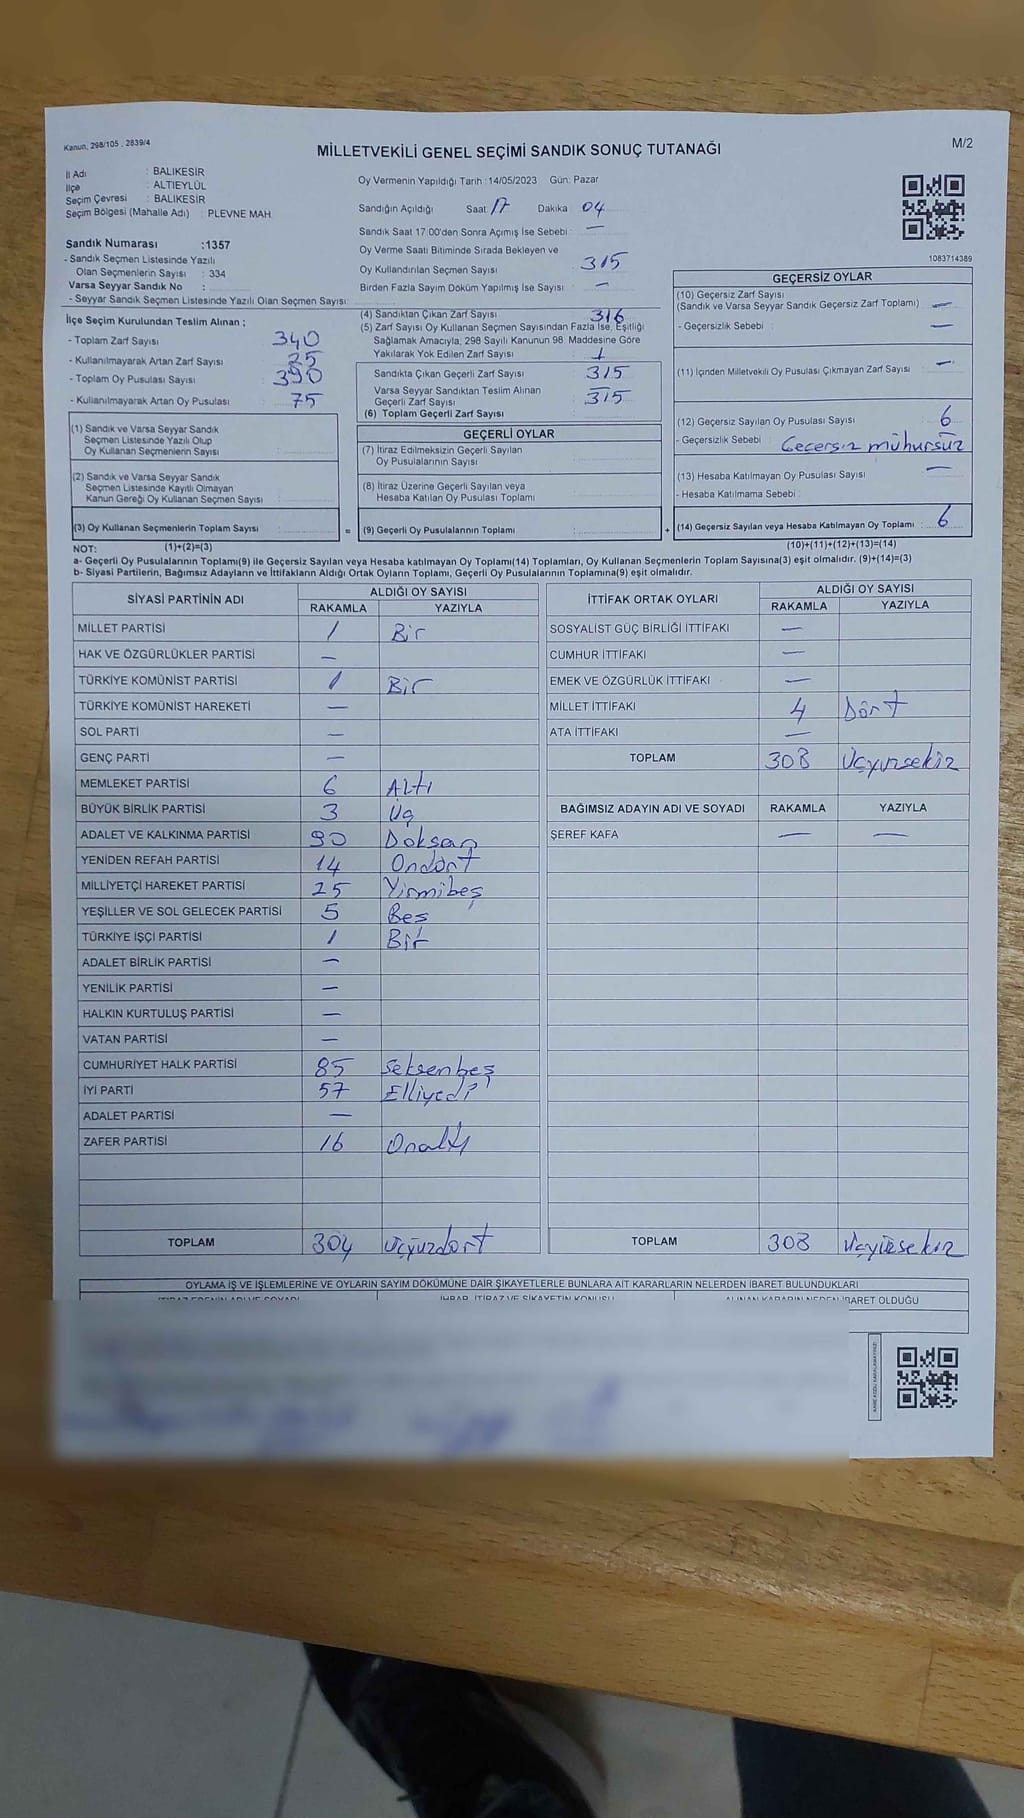 Kanun, 298/105 , 2839/4
M/2
MİLLETVEKİLİ GENEL SEÇİMİ SANDIK SONUÇ TUTANAĞI
İl Adı : BALIKESİR
İlçe : ALTIEYLÜL
Seçim Çevresi : BALIKESİR
Seçim Bölgesi (Mahalle Adı) : PLEVNE MAH.
Sandık Numarası :1357
- Sandık Seçmen Listesinde Yazılı
Olan Seçmenlerin Sayısı : 334
Varsa Seyyar Sandık No :
- Seyyar Sandık Seçmen Listesinde Yazılı Olan Seçmen Sayısı:
Oy Vermenin Yapıldığı Tarih :14/05/2023 Gün: Pazar
Sandığın Açıldığı Saat: 17 Dakika : 04
Sandık Saat 17:00'den Sonra Açımış İse Sebebi : —
Oy Verme Saati Bitiminde Sırada Bekleyen ve
Oy Kullandırılan Seçmen Sayısı : 315
Birden Fazla Sayım Döküm Yapılmış İse Sayısı : —
1083714389
İlçe Seçim Kurulundan Teslim Alınan ;
- Toplam Zarf Sayısı : 340
- Kullanılmayarak Artan Zarf Sayısı : 25
- Toplam Oy Pusulası Sayısı : 390
- Kullanılmayarak Artan Oy Pusulası : 75
(4) Sandıktan Çıkan Zarf Sayısı : 316
(5) Zarf Sayısı Oy Kullanan Seçmen Sayısından Fazla İse, Eşitliği
Sağlamak Amacıyla, 298 Sayılı Kanunun 98. Maddesine Göre
Yakılarak Yok Edilen Zarf Sayısı : 1
Sandıkta Çıkan Geçerli Zarf Sayısı : 315
Varsa Seyyar Sandıktan Teslim Alınan
Geçerli Zarf Sayısı : —
(6) Toplam Geçerli Zarf Sayısı : 315
GEÇERSİZ OYLAR
(10) Geçersiz Zarf Sayısı
(Sandık ve Varsa Seyyar Sandık Geçersiz Zarf Toplamı) : —
- Geçersizlik Sebebi : —
(11) İçinden Milletvekili Oy Pusulası Çıkmayan Zarf Sayısı : —
(12) Geçersiz Sayılan Oy Pusulası Sayısı : 6
- Geçersizlik Sebebi : Gecersiz mühürsüz
(13) Hesaba Katılmayan Oy Pusulası Sayısı : —
- Hesaba Katılmama Sebebi :
(14) Geçersiz Sayılan veya Hesaba Katılmayan Oy Toplamı : 6
(10)+(11)+(12)+(13)=(14)
(1) Sandık ve Varsa Seyyar Sandık
Seçmen Listesinde Yazılı Olup
Oy Kullanan Seçmenlerin Sayısı :
(2) Sandık ve Varsa Seyyar Sandık
Seçmen Listesinde Kayıtlı Olmayan
Kanun Gereği Oy Kullanan Seçmen Sayısı :
(3) Oy Kullanan Seçmenlerin Toplam Sayısı :
=
GEÇERLİ OYLAR
(7) İtiraz Edilmeksizin Geçerli Sayılan
Oy Pusulalarının Sayısı :
(8) İtiraz Üzerine Geçerli Sayılan veya
Hesaba Katılan Oy Pusulası Toplamı :
(9) Geçerli Oy Pusulalarının Toplamı :
+
NOT: (1)+(2)=(3)
a- Geçerli Oy Pusulalarının Toplamı(9) ile Geçersiz Sayılan veya Hesaba katılmayan Oy Toplamı(14) Toplamları, Oy Kullanan Seçmenlerin Toplam Sayısına(3) eşit olmalıdır. (9)+(14)=(3)
b- Siyasi Partilerin, Bağımsız Adayların ve İttifakların Aldığı Ortak Oyların Toplamı, Geçerli Oy Pusulalarının Toplamına(9) eşit olmalıdır.
SİYASİ PARTİNİN ADI ALDIĞI OY SAYISI
RAKAMLA YAZIYLA
MİLLET PARTİSİ 1 Bir
HAK VE ÖZGÜRLÜKLER PARTİSİ —
TÜRKİYE KOMÜNİST PARTİSİ 1 Bir
TÜRKİYE KOMÜNİST HAREKETİ —
SOL PARTİ —
GENÇ PARTİ —
MEMLEKET PARTİSİ 6 Altı
BÜYÜK BİRLİK PARTİSİ 3 Üç
ADALET VE KALKINMA PARTİSİ 90 Doksan
YENİDEN REFAH PARTİSİ 14 Ondört
MİLLİYETÇİ HAREKET PARTİSİ 25 Yirmibeş
YEŞİLLER VE SOL GELECEK PARTİSİ 5 Beş
TÜRKİYE İŞÇİ PARTİSİ 1 Bir
ADALET BİRLİK PARTİSİ —
YENİLİK PARTİSİ —
HALKIN KURTULUŞ PARTİSİ —
VATAN PARTİSİ —
CUMHURİYET HALK PARTİSİ 85 Seksenbeş
İYİ PARTİ 57 Elliyedi
ADALET PARTİSİ —
ZAFER PARTİSİ 16 Onaltı
TOPLAM 304 üçyüzdört
İTTİFAK ORTAK OYLARI ALDIĞI OY SAYISI
RAKAMLA YAZIYLA
SOSYALİST GÜÇ BİRLİĞİ İTTİFAKI —
CUMHUR İTTİFAKI —
EMEK VE ÖZGÜRLÜK İTTİFAKI —
MİLLET İTTİFAKI 4 Dört
ATA İTTİFAKI —
TOPLAM 308 Üçyüzsekiz
BAĞIMSIZ ADAYIN ADI VE SOYADI RAKAMLA YAZIYLA
ŞEREF KAFA — —
TOPLAM 308 Üçyüzsekiz
OYLAMA İŞ VE İŞLEMLERİNE VE OYLARIN SAYIM DÖKÜMÜNE DAİR ŞİKAYETLERLE BUNLARA AİT KARARLARIN NELERDEN İBARET BULUNDUKLARI
İTİRAZ EDENİN ADI VE SOYADI İHBAR, İTİRAZ VE ŞİKAYETİN KONUSU ALINAN KARARIN NEDEN İBARET OLDUĞU